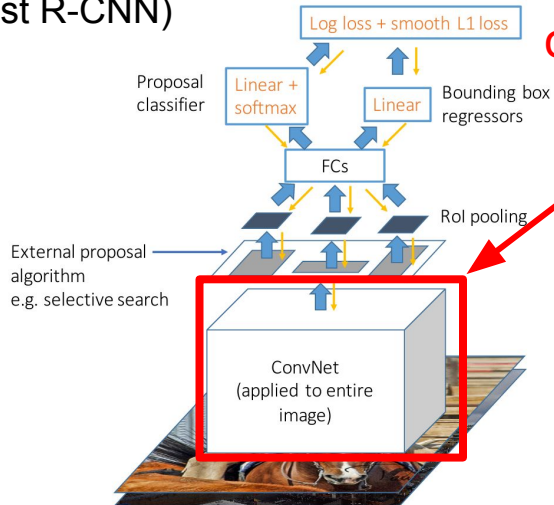 st R-CNN)
Log loss + smooth L1 loss
Proposal
classifier
Linear +
softmax
Linear
Bounding box
regressors
FCs
RoI pooling
External proposal
algorithm
e.g. selective search
ConvNet
(applied to entire
image)